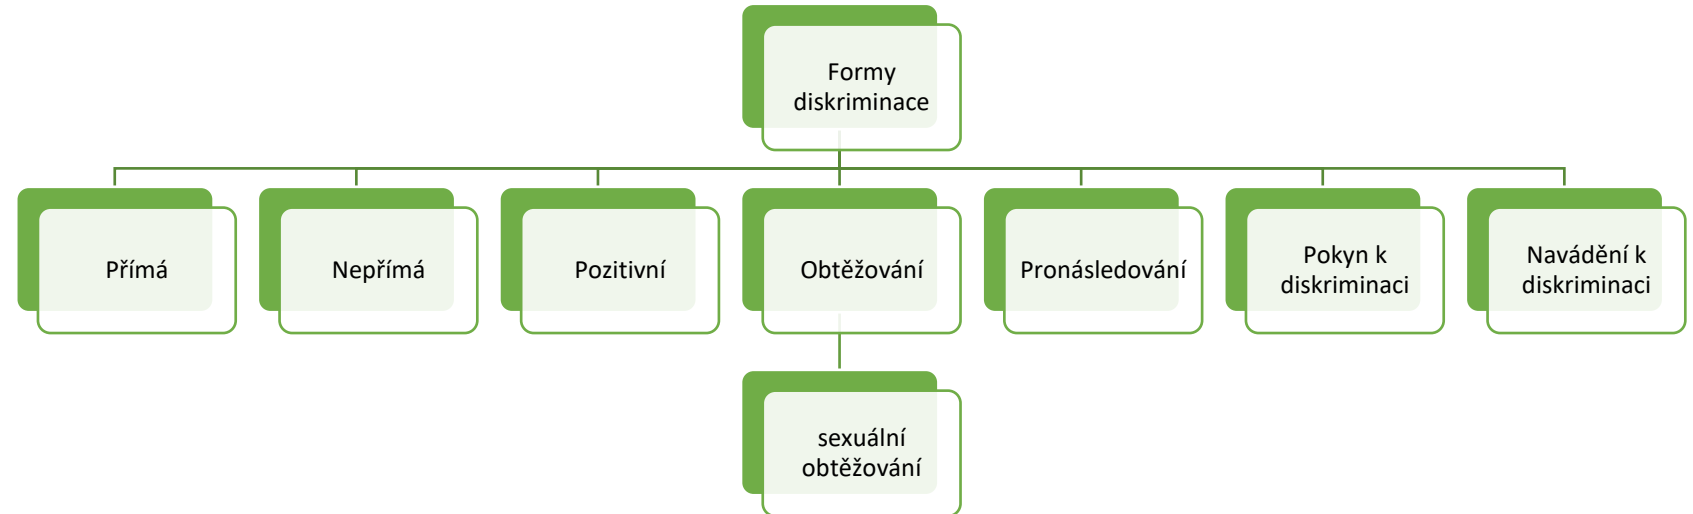 Formy
diskriminace
Přímá
Nepřímá
Pozitivní
Obtěžování
Pronásledování
Pokyn k
diskriminaci
Navádění k
diskriminaci
sexuální
obtěžování